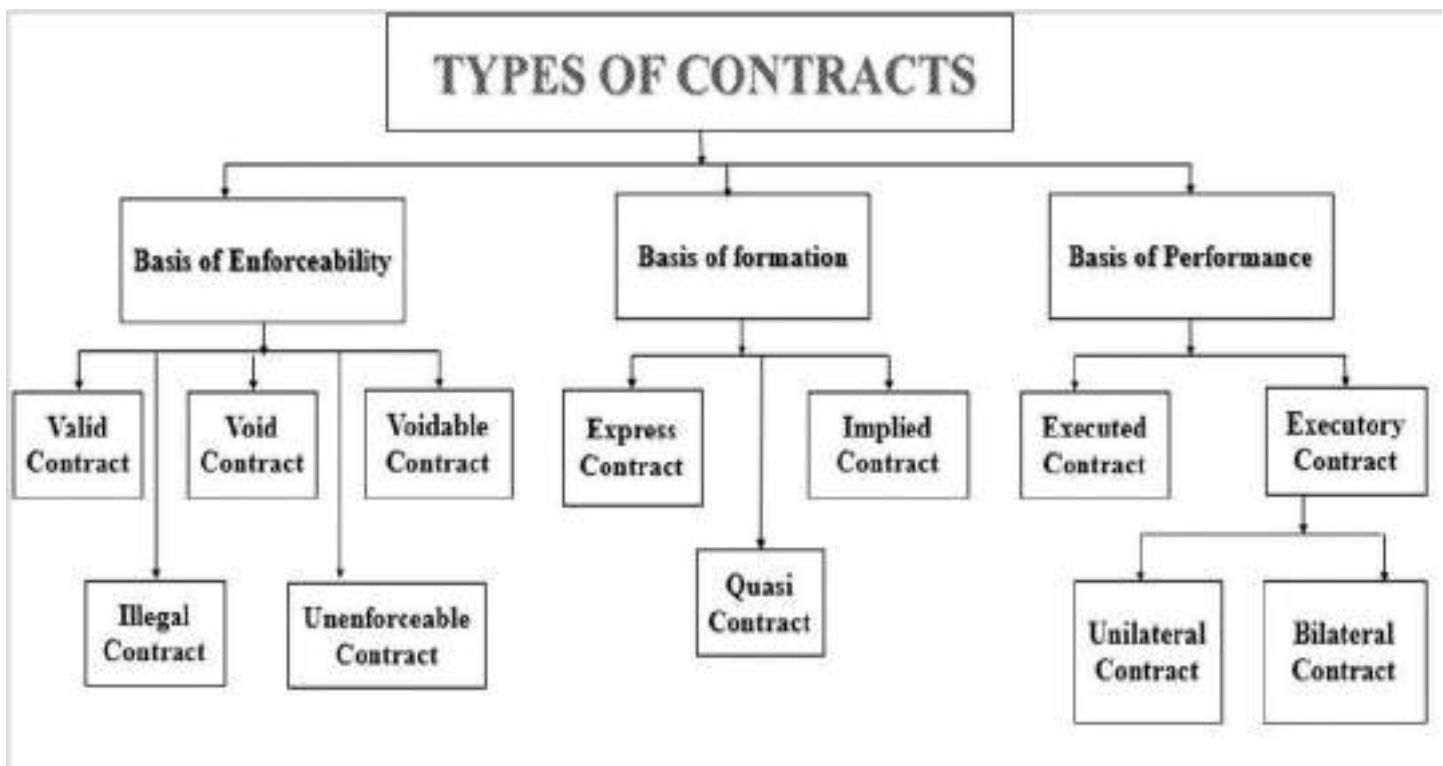 TYPES OF CONTRACTS
Basis of Enforceability
Basis of formation
Basis of Performance
Valid
Contract
Void
Contract
Voidable
Contract
Express
Contract
Implied
Contract
Executed
Contract
Executory
Contract
Illegal
Contract
Unenforceable
Contract
Quasi
Contract
Unilateral
Contract
Bilateral
Contract